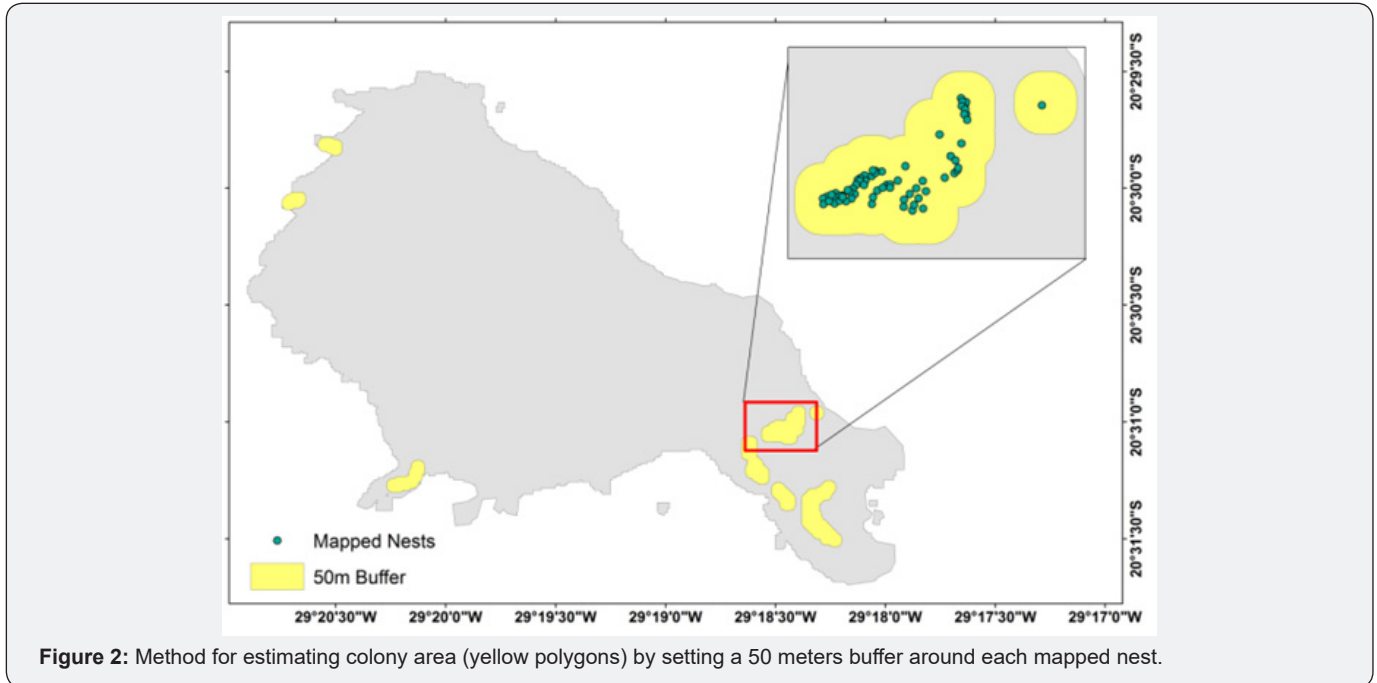 20°29'30"S
20°30'0"S
20°30'30"S
20°31'0"S
20°31'30"S
Mapped Nests
50m Buffer
29°20'30"W 29°20'0"W 29°19'30"W 29°19'0"W 29°18'30"W 29°18'0"W 29°17'30"W 29°17'0"W
Figure 2: Method for estimating colony area (yellow polygons) by setting a 50 meters buffer around each mapped nest.